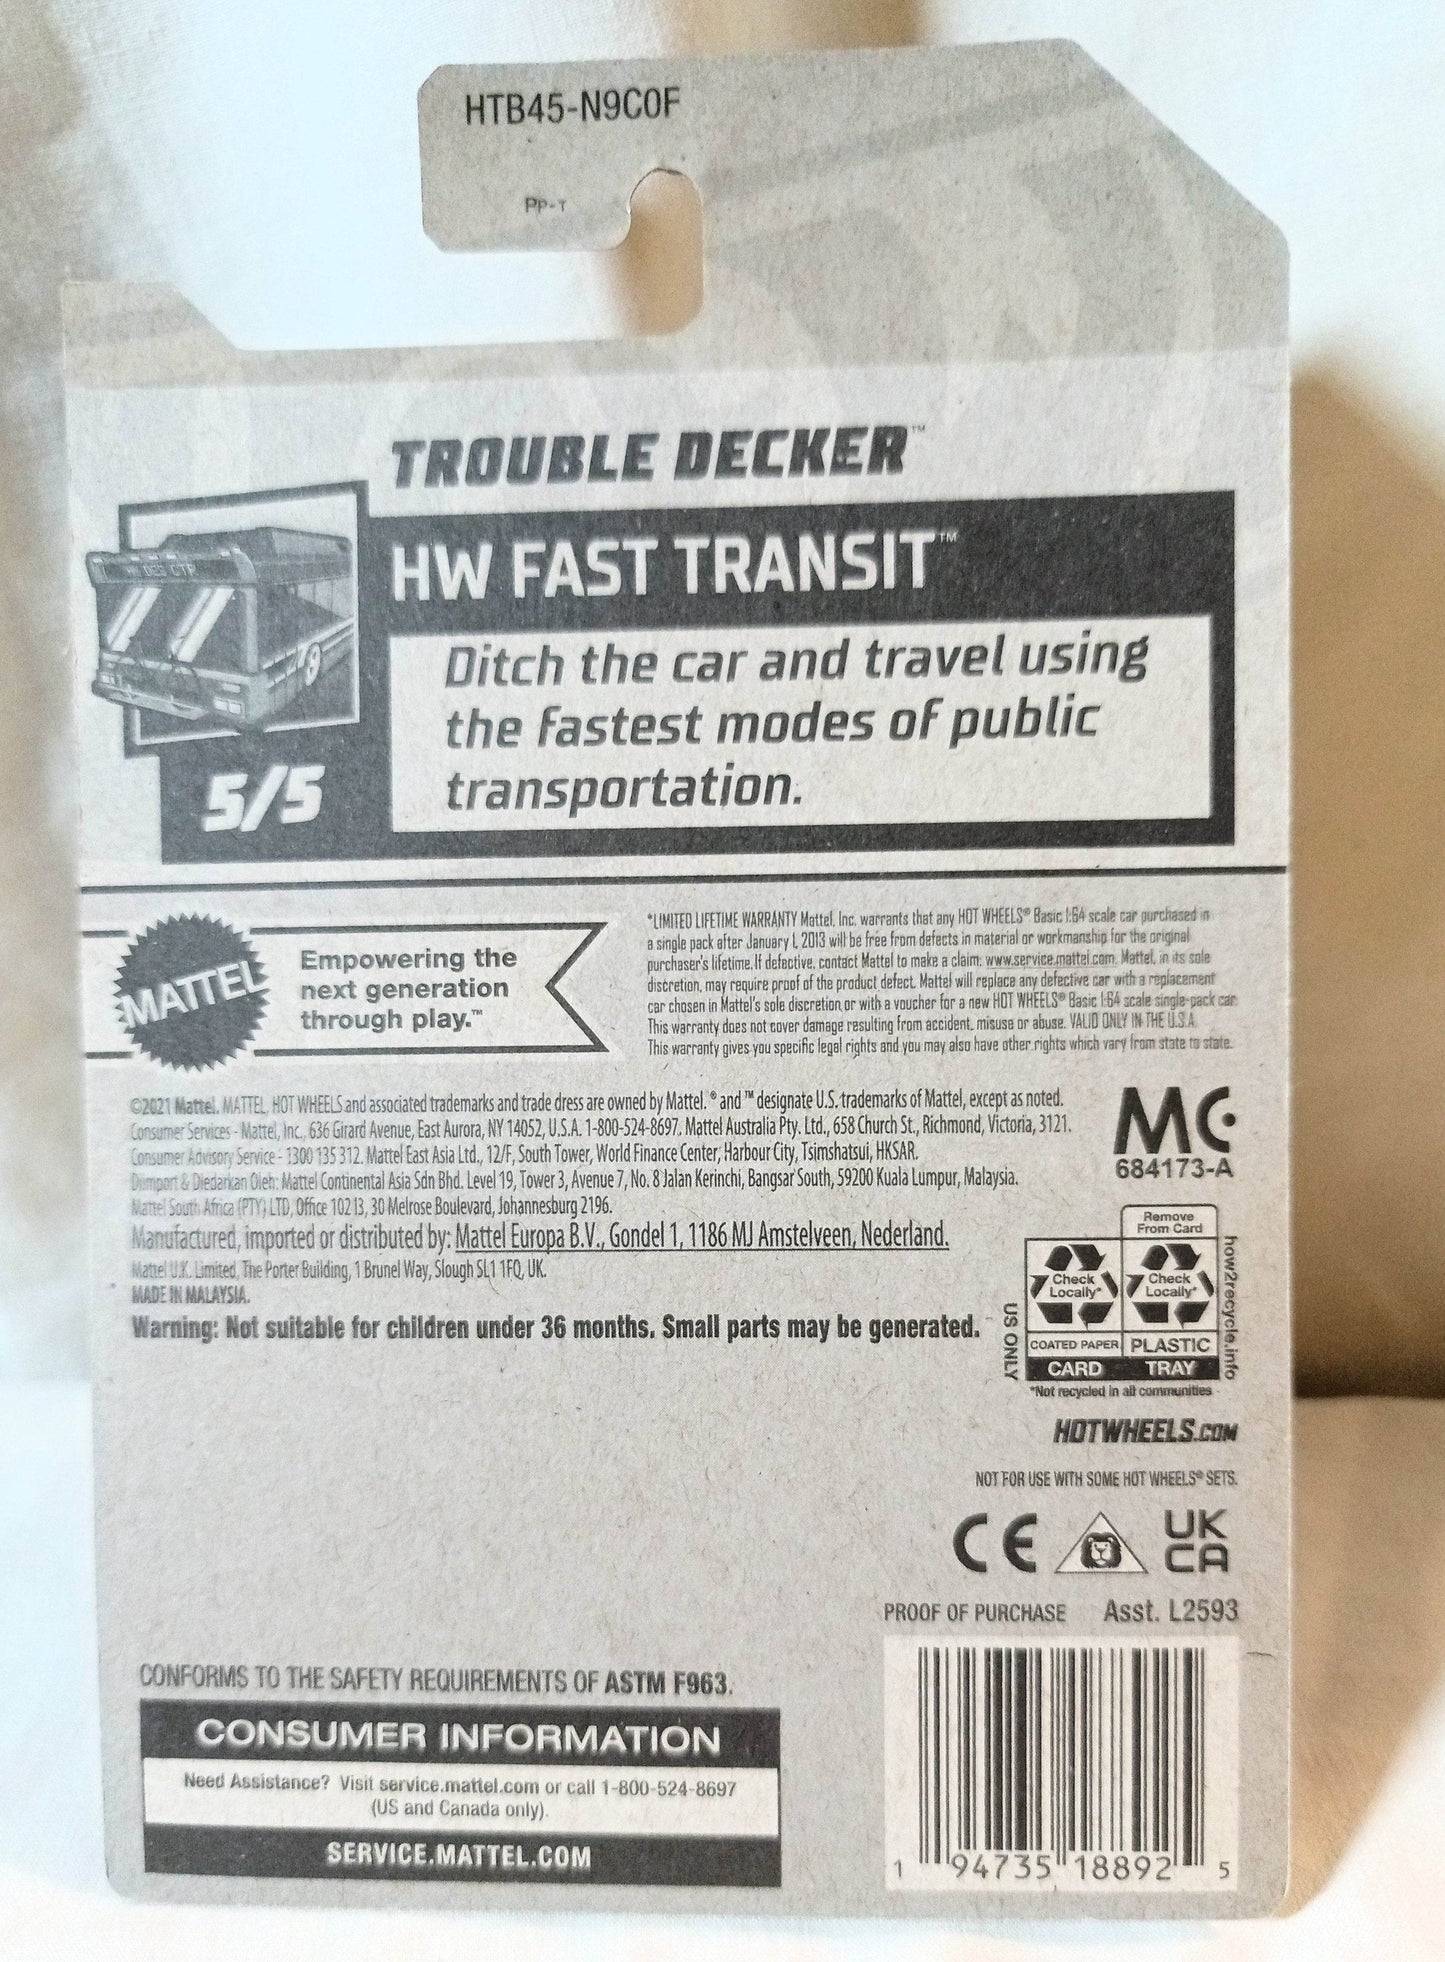 HTB45-N9C0F
PP-T
TROUBLE DECKER™
HW FAST TRANSIT™
HW DES CTR
Ditch the car and travel using
the fastest modes of public
transportation.
5/5
MATTEL
Empowering the
next generation
through play.™
*LIMITED LIFETIME WARRANTY Mattel, Inc. warrants that any HOT WHEELS® Basic 1:64 scale car purchased in
a single pack after January 1, 2013 will be free from defects in material or workmanship for the original
purchaser's lifetime. If defective, contact Mattel to make a claim: www.service.mattel.com. Mattel, in its sole
discretion, may require proof of the product defect. Mattel will replace any defective car with a replacement
car chosen in Mattel's sole discretion or with a voucher for a new HOT WHEELS® Basic 1:64 scale single-pack car.
This warranty does not cover damage resulting from accident, misuse or abuse. VALID ONLY IN THE U.S.A.
This warranty gives you specific legal rights and you may also have other rights which vary from state to state.
©2021 Mattel. MATTEL, HOT WHEELS and associated trademarks and trade dress are owned by Mattel. ® and ™ designate U.S. trademarks of Mattel, except as noted.
Consumer Services - Mattel, Inc., 636 Girard Avenue, East Aurora, NY 14052, U.S.A. 1-800-524-8697. Mattel Australia Pty. Ltd., 658 Church St., Richmond, Victoria, 3121.
Consumer Advisory Service - 1300 135 312. Mattel East Asia Ltd., 12/F, South Tower, World Finance Center, Harbour City, Tsimshatsui, HKSAR.
Diimport & Diedarkan Oleh: Mattel Continental Asia Sdn Bhd. Level 19, Tower 3, Avenue 7, No. 8 Jalan Kerinchi, Bangsar South, 59200 Kuala Lumpur, Malaysia.
Mattel South Africa (PTY) LTD, Office 102 I3, 30 Melrose Boulevard, Johannesburg 2196.
Manufactured, imported or distributed by: Mattel Europa B.V., Gondel 1, 1186 MJ Amstelveen, Nederland.
Mattel U.K. Limited, The Porter Building, 1 Brunel Way, Slough SL1 1FQ, UK.
MADE IN MALAYSIA.
Warning: Not suitable for children under 36 months. Small parts may be generated.
MC
684173-A
Remove
From Card
Check
Locally*
Check
Locally*
COATED PAPER
PLASTIC
CARD
TRAY
US ONLY
how2recycle.info
*Not recycled in all communities
HOTWHEELS.COM
NOT FOR USE WITH SOME HOT WHEELS® SETS.
CE
UK
CA
PROOF OF PURCHASE Asst. L2593
1 94735 18892 5
CONFORMS TO THE SAFETY REQUIREMENTS OF ASTM F963.
CONSUMER INFORMATION
Need Assistance? Visit service.mattel.com or call 1-800-524-8697
(US and Canada only).
SERVICE.MATTEL.COM